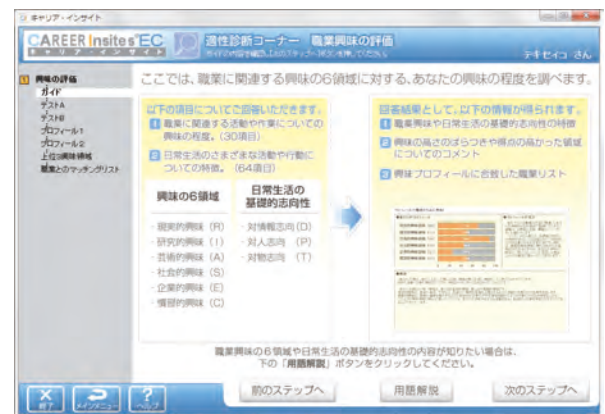 キャリア・インサイト
CAREER Insites*EC
キャリア・インサイト
適性診断コーナー 職業興味の評価
テキセイコ さん
1 興味の評価
ガイド
テストA
テストB
プロフィール1
プロフィール2
上位3興味領域
職業とのマッチングリスト
ここでは、職業に関連する興味の6領域に対する、あなたの興味の程度を調べます。
以下の項目についてご回答いただきます。
1 職業に関連する活動や作業についての
興味の程度。(30項目)
2 日常生活のさまざまな活動や行動に
ついての特徴。 (64項目)
興味の6領域
・現実的興味 (R)
・研究的興味 (I)
・芸術的興味 (A)
・社会的興味 (S)
・企業的興味 (E)
・慣習的興味 (C)
日常生活の
基礎的志向性
・対情報志向(D)
・対人志向 (P)
・対物志向 (T)
回答結果として、以下の情報が得られます。
1 職業興味や日常生活の基礎的志向性の特徴
2 興味の高さのばらつきや得点の高かった領域
についてのコメント
3 興味プロフィールに合致した職業リスト
職業興味の6領域や日常生活の基礎的志向性の内容が知りたい場合は、
下の「用語解説」ボタンをクリックしてください。
終了
メインメニュー
ヘルプ
前のステップへ
用語解説
次のステップへ